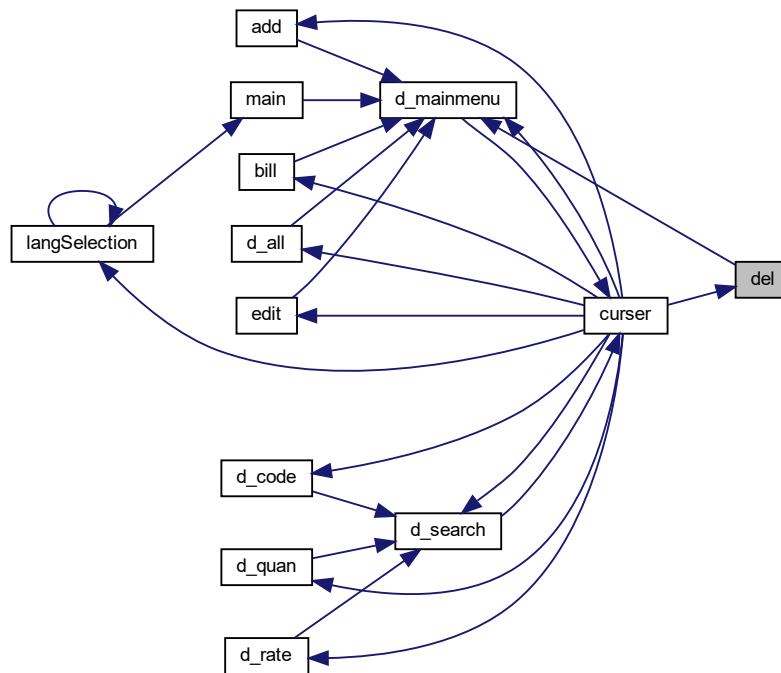 add
main
d_mainmenu
bill
langSelection
d_all
del
edit
curser
d_code
d_search
d_quan
d_rate